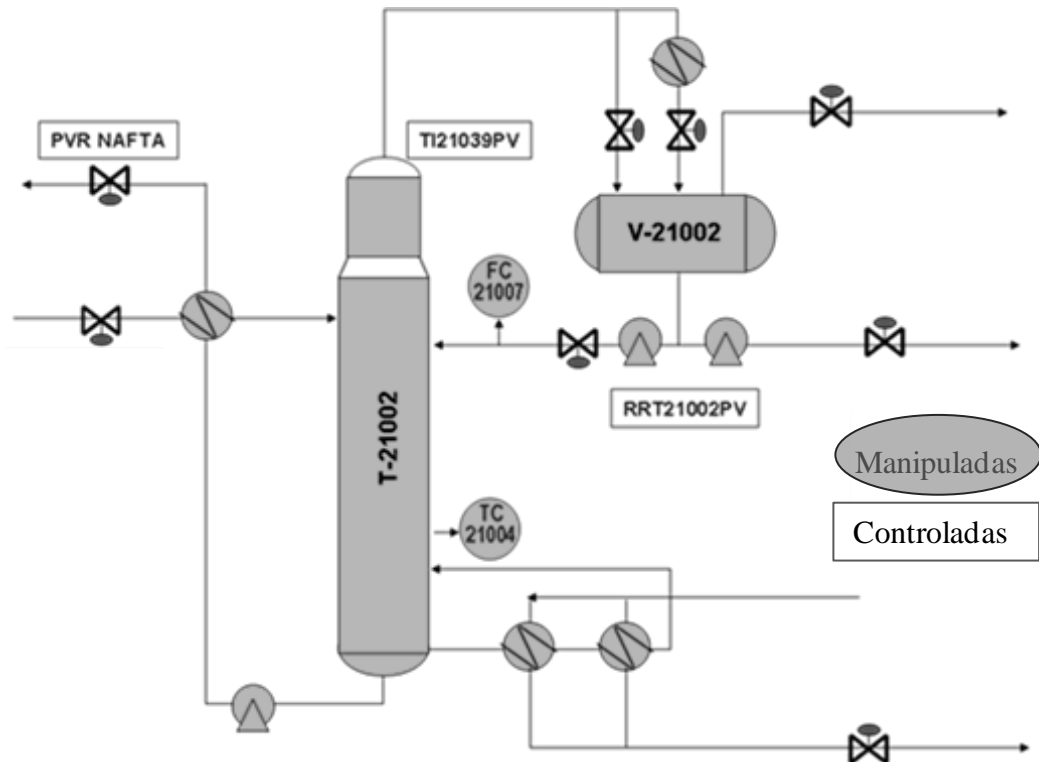 PVR NAFTA
TI21039PV
V-21002
FC
21007
RRT21002PV
T-21002
Manipuladas
TC
21004
Controladas